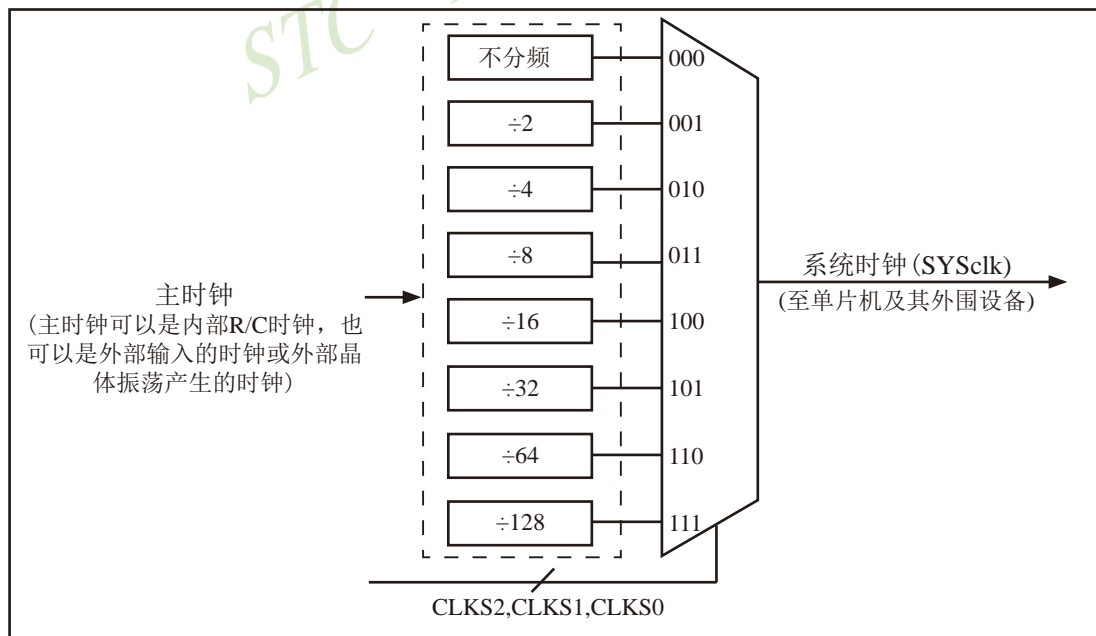 STC
不分频
000
÷2
001
÷4
010
÷8
011
÷16
100
÷32
101
÷64
110
÷128
111
主时钟
(主时钟可以是内部R/C时钟，也
可以是外部输入的时钟或外部晶
体振荡产生的时钟)
系统时钟(SYSclk)
(至单片机及其外围设备)
CLKS2,CLKS1,CLKS0